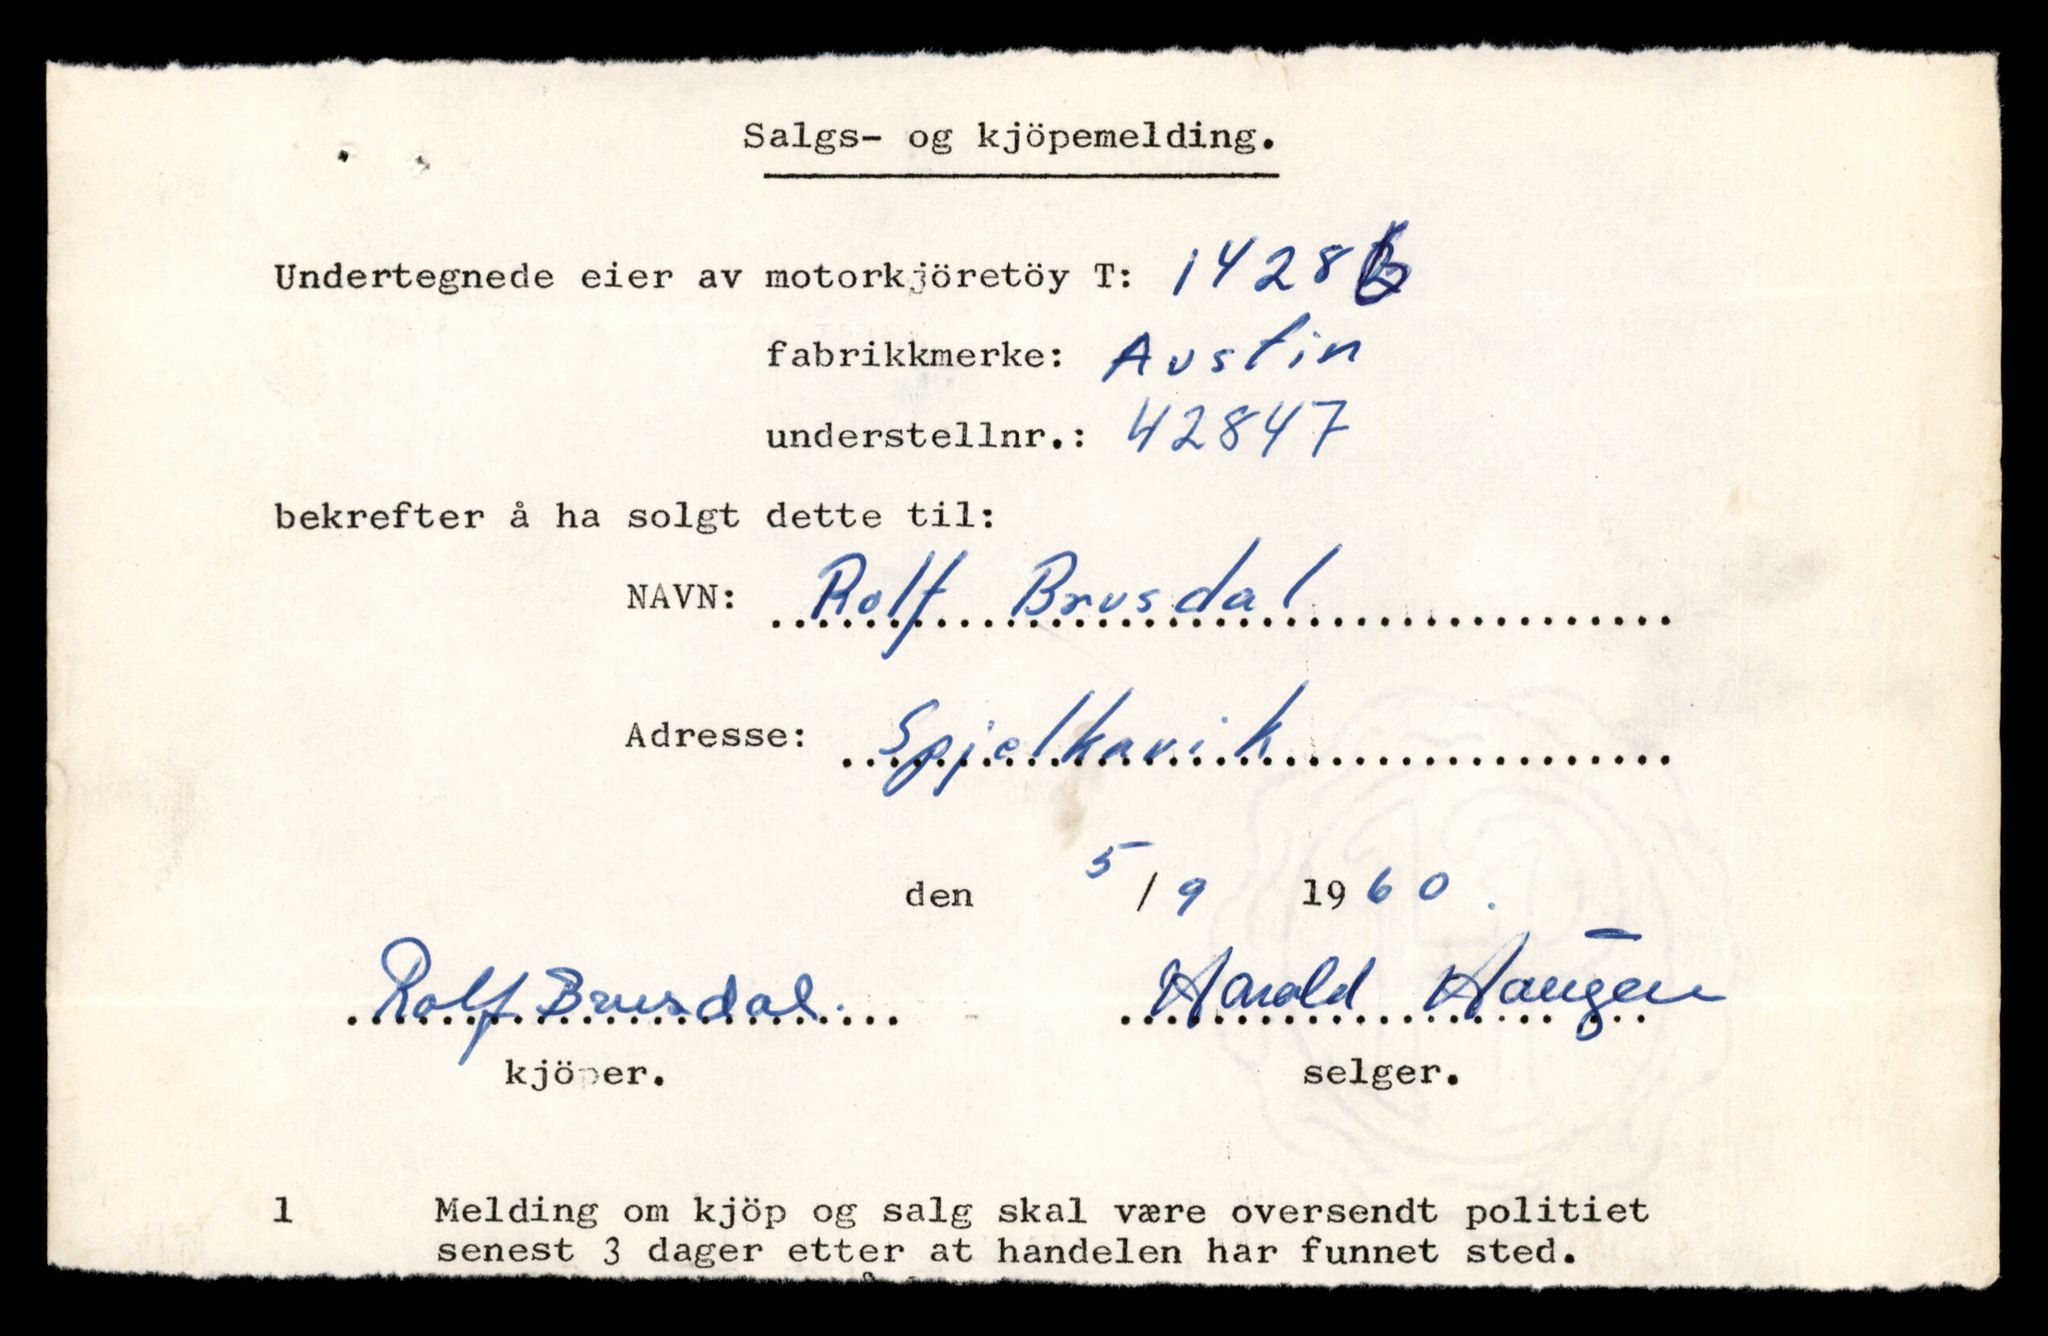 Salgs- og kjöpemelding.
Undertegnede eier av motorkjöretöy T: 1428
fabrikkmerke: Austin
understellnr.: 42847
bekrefter å ha solgt dette til:
NAVN: Rolf Brusdal
Adresse: Spjelkavik
den 5/9 1960.
Rolf Brusdal. Harald Haugen
kjöper. selger.
1 Melding om kjöp og salg skal være oversendt politiet
senest 3 dager etter at handelen har funnet sted.